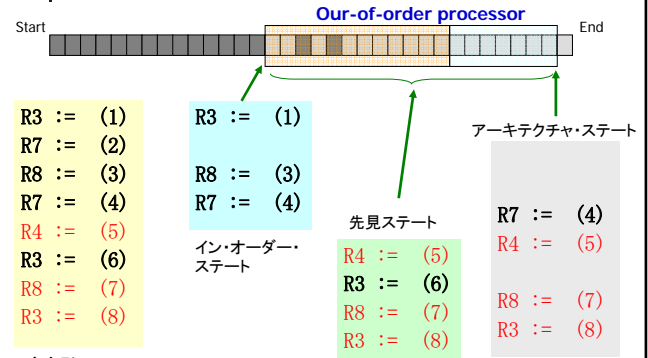 Our-of-order processor
Start
End
R3 := (1)
R7 := (2)
R8 := (3)
R7 := (4)
R4 := (5)
R3 := (6)
R8 := (7)
R3 := (8)
R3 := (1)
R8 := (3)
R7 := (4)
イン・オーダー・
ステート
先見ステート
R4 := (5)
R3 := (6)
R8 := (7)
R3 := (8)
アーキテクチャ・ステート
R7 := (4)
R4 := (5)
R8 := (7)
R3 := (8)